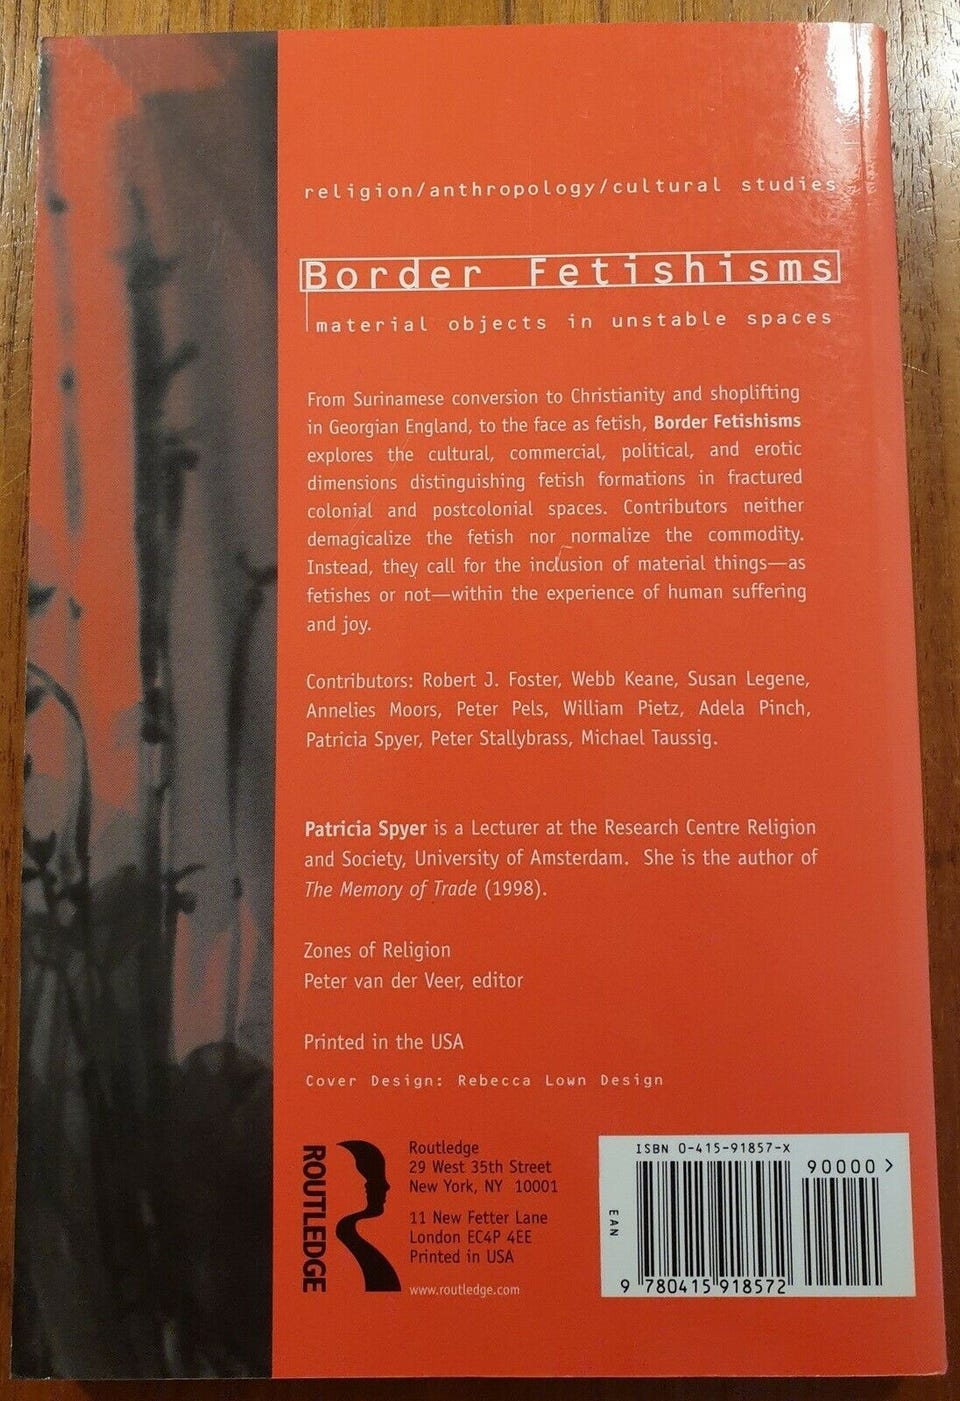 religion/anthropology/cultural studies
Border Fetishisms
material objects in unstable spaces
From Surinamese conversion to Christianity and shoplifting
in Georgian England, to the face as fetish, Border Fetishisms
explores the cultural, commercial, political, and erotic
dimensions distinguishing fetish formations in fractured
colonial and postcolonial spaces. Contributors neither
demagicalize the fetish nor normalize the commodity.
Instead, they call for the inclusion of material things—as
fetishes or not—within the experience of human suffering
and joy.
Contributors: Robert J. Foster, Webb Keane, Susan Legene,
Annelies Moors, Peter Pels, William Pietz, Adela Pinch,
Patricia Spyer, Peter Stallybrass, Michael Taussig.
Patricia Spyer is a Lecturer at the Research Centre Religion
and Society, University of Amsterdam. She is the author of
The Memory of Trade (1998).
Zones of Religion
Peter van der Veer, editor
Printed in the USA
Cover Design: Rebecca Lown Design
ROUTLEDGE
Routledge
29 West 35th Street
New York, NY 10001
11 New Fetter Lane
London EC4P 4EE
Printed in USA
www.routledge.com
ISBN 0-415-91857-X
90000 >
EAN
9 780415 918572